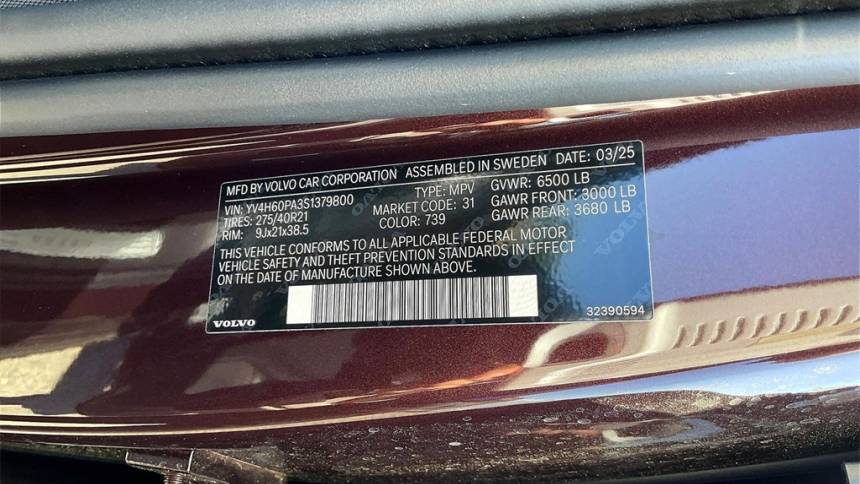 MFD BY VOLVO CAR CORPORATION ASSEMBLED IN SWEDEN DATE: 03/25
VIN: YV4H60PA3S1379800 TYPE: MPV GVWR: 6500 LB
TIRES: 275/40R21 MARKET CODE: 31 GAWR FRONT: 3000 LB
RIM: 9Jx21x38.5 COLOR: 739 GAWR REAR: 3680 LB
THIS VEHICLE CONFORMS TO ALL APPLICABLE FEDERAL MOTOR
VEHICLE SAFETY AND THEFT PREVENTION STANDARDS IN EFFECT
ON THE DATE OF MANUFACTURE SHOWN ABOVE.
VOLVO 32390594